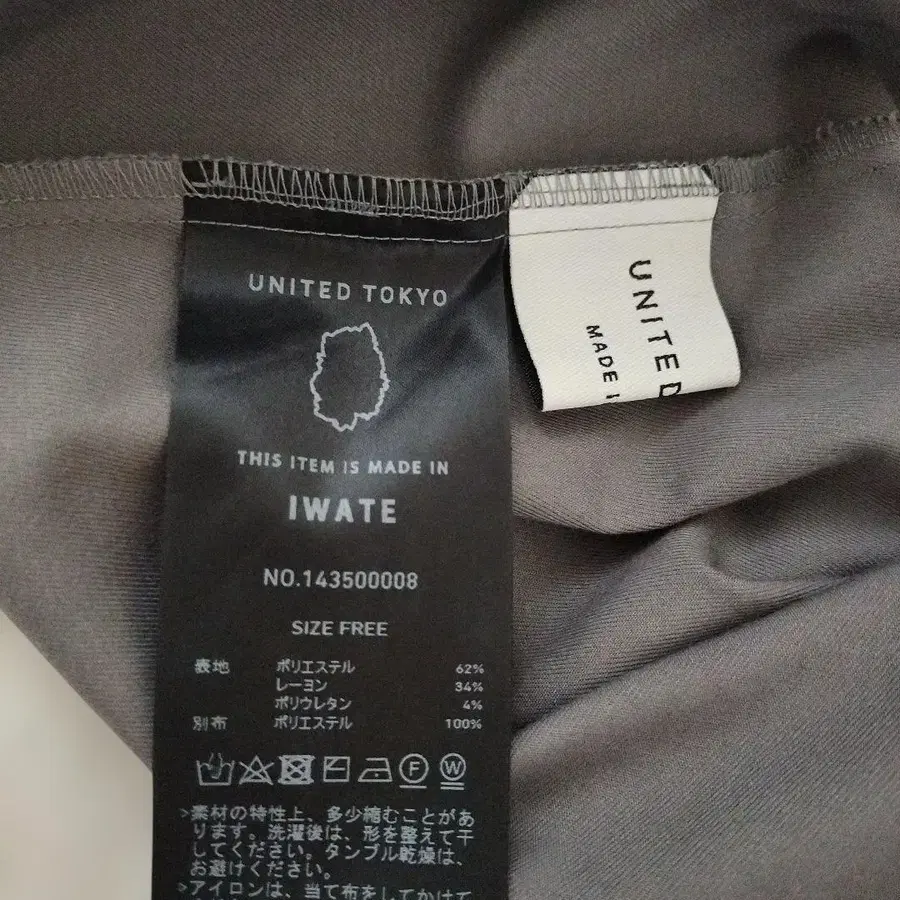 UNITED TOKYO
THIS ITEM IS MADE IN
IWATE
NO.143500008
SIZE FREE
表地 ポリエステル 62%
レーヨン 34%
ポリウレタン 4%
別布 ポリエステル 100%
F W
>素材の特性上、多少縮むことがあ
ります。洗濯後は、形を整えて干
してください。タンブル乾燥は、
お避けください。
>アイロンは、当て布をしてかけて
UNITED
MADE I